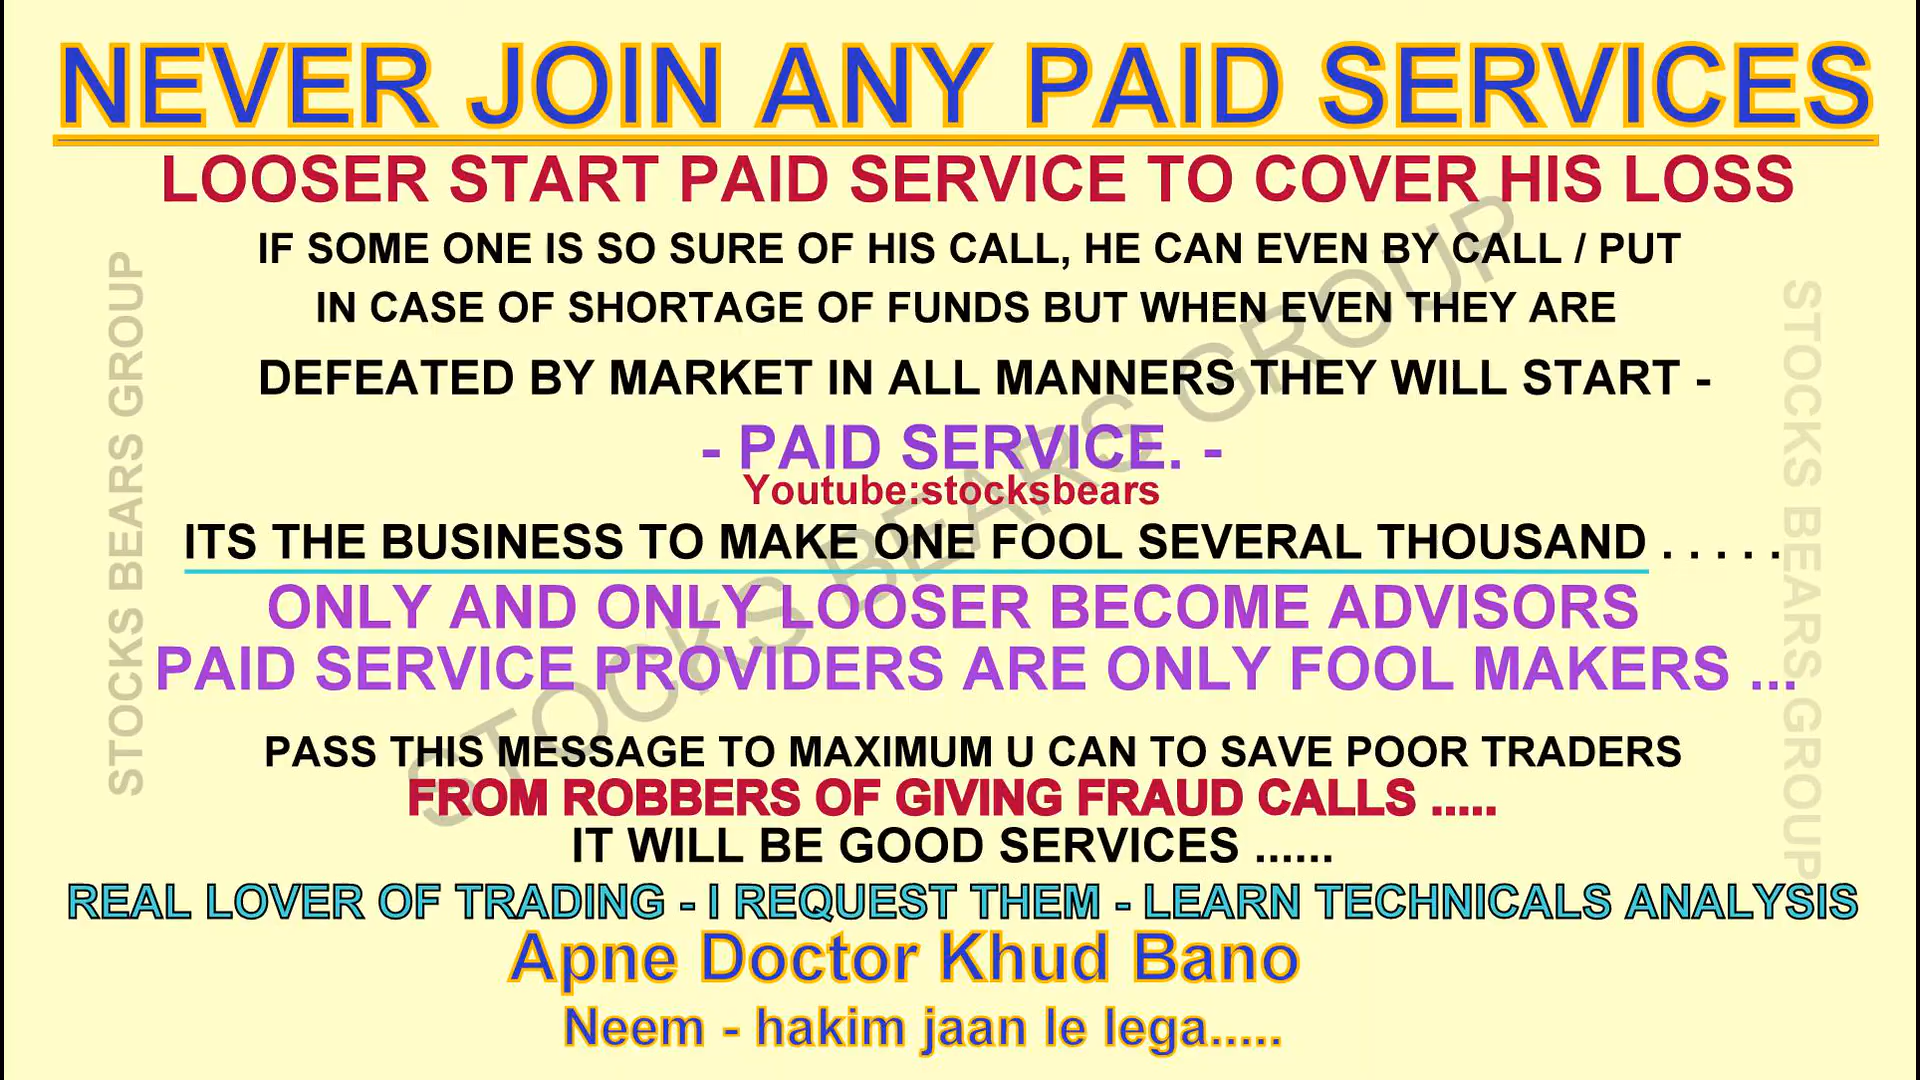 NEVER JOIN ANY PAID SERVICES
LOOSER START PAID SERVICE TO COVER HIS LOSS
IF SOME ONE IS SO SURE OF HIS CALL, HE CAN EVEN BY CALL / PUT
IN CASE OF SHORTAGE OF FUNDS BUT WHEN EVEN THEY ARE
DEFEATED BY MARKET IN ALL MANNERS THEY WILL START -
- PAID SERVICE. -
Youtube:stocksbears
ITS THE BUSINESS TO MAKE ONE FOOL SEVERAL THOUSAND . . . . .
ONLY AND ONLY LOOSER BECOME ADVISORS
PAID SERVICE PROVIDERS ARE ONLY FOOL MAKERS ...
PASS THIS MESSAGE TO MAXIMUM U CAN TO SAVE POOR TRADERS
FROM ROBBERS OF GIVING FRAUD CALLS .....
IT WILL BE GOOD SERVICES ......
REAL LOVER OF TRADING - I REQUEST THEM - LEARN TECHNICALS ANALYSIS
Apne Doctor Khud Bano
Neem - hakim jaan le lega.....
STOCKS BEARS GROUP
STOCKS BEARS GROUP
STOCKS BEARS GROUP